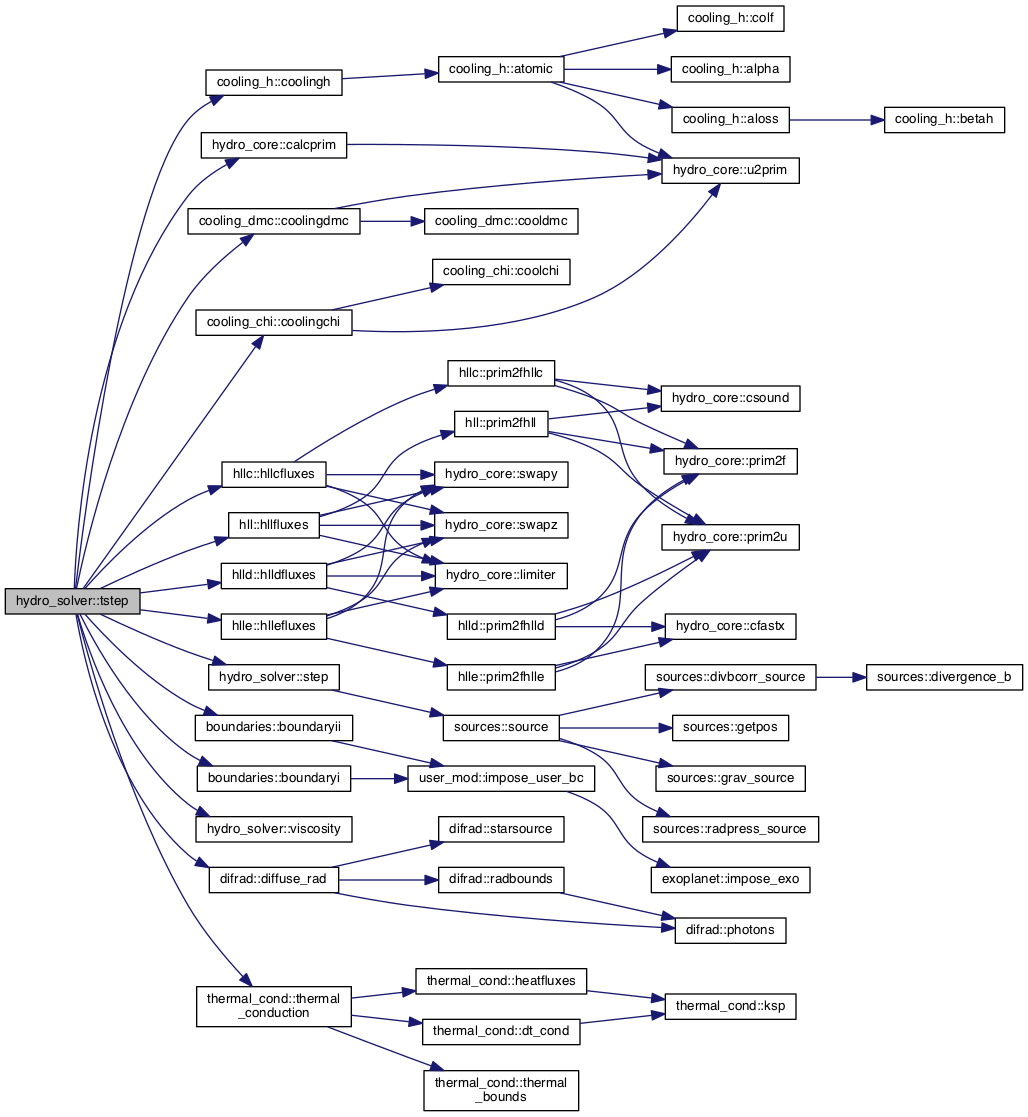 cooling_h::colf
cooling_h::atomic
cooling_h::alpha
cooling_h::coolingh
cooling_h::aloss
cooling_h::betah
hydro_core::calcprim
hydro_core::u2prim
cooling_dmc::coolingdmc
cooling_dmc::cooldmc
cooling_chi::coolchi
cooling_chi::coolingchi
hllc::prim2fhllc
hydro_core::csound
hll::prim2fhll
hydro_core::prim2f
hllc::hllcfluxes
hydro_core::swapy
hll::hllfluxes
hydro_core::swapz
hydro_core::prim2u
hlld::hlldfluxes
hydro_core::limiter
hydro_solver::tstep
hlle::hllefluxes
hlld::prim2fhlld
hydro_core::cfastx
hydro_solver::step
hlle::prim2fhlle
sources::divbcorr_source
sources::divergence_b
boundaries::boundaryii
sources::source
sources::getpos
boundaries::boundaryi
user_mod::impose_user_bc
sources::grav_source
hydro_solver::viscosity
difrad::starsource
sources::radpress_source
difrad::diffuse_rad
difrad::radbounds
exoplanet::impose_exo
difrad::photons
thermal_cond::heatfluxes
thermal_cond::thermal
_conduction
thermal_cond::ksp
thermal_cond::dt_cond
thermal_cond::thermal
_bounds